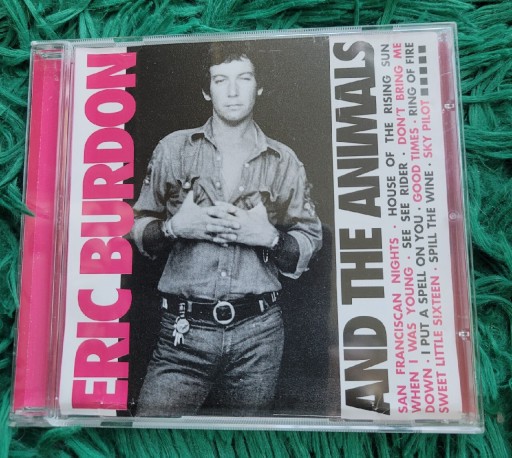 ERIC BURDON
AND THE ANIMALS
SAN FRANCISCAN NIGHTS · HOUSE OF THE RISING SUN
WHEN I WAS YOUNG · SEE SEE RIDER · DON'T BRING ME
DOWN · I PUT A SPELL ON YOU · GOOD TIMES · RING OF FIRE
SWEET LITTLE SIXTEEN · SPILL THE WINE · SKY PILOT